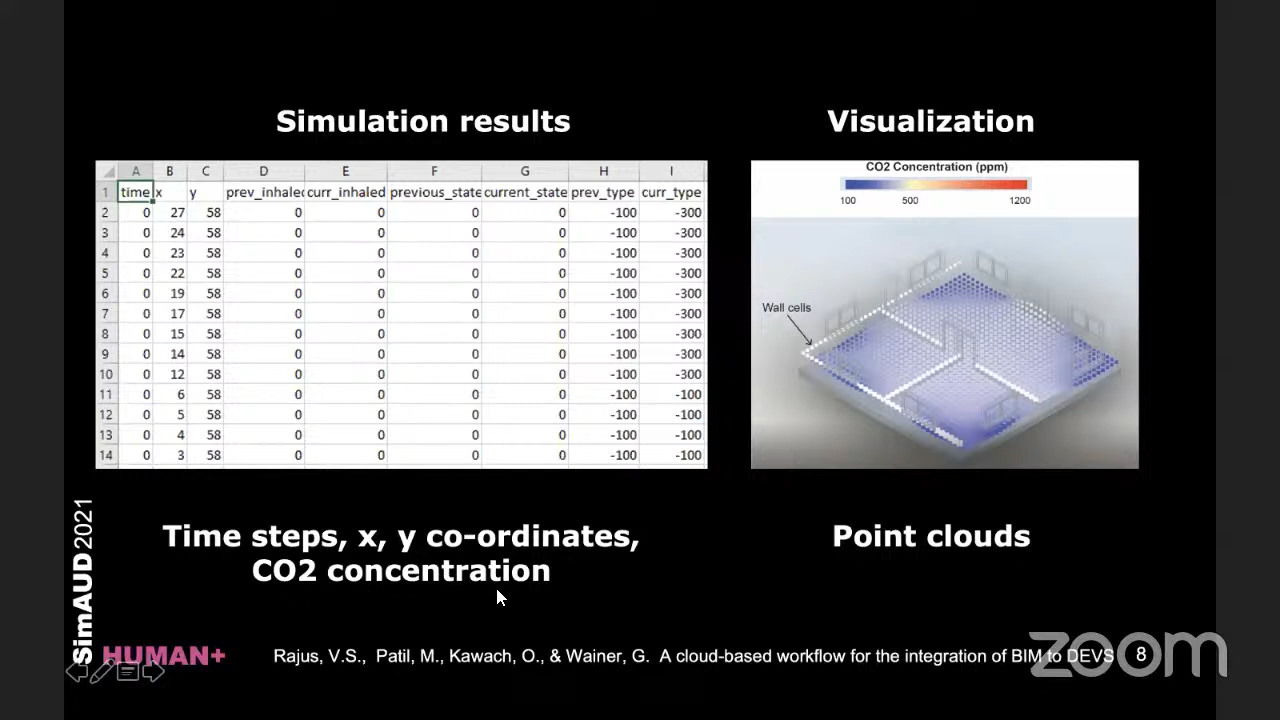 Simulation results
Visualization
A B C D E F G H I
1 time x y prev_inhaled curr_inhaled previous_state current_state prev_type curr_type
2 0 27 58 0 0 0 0 -100 -300
3 0 24 58 0 0 0 0 -100 -300
4 0 23 58 0 0 0 0 -100 -300
5 0 22 58 0 0 0 0 -100 -300
6 0 19 58 0 0 0 0 -100 -300
7 0 17 58 0 0 0 0 -100 -300
8 0 15 58 0 0 0 0 -100 -300
9 0 14 58 0 0 0 0 -100 -300
10 0 12 58 0 0 0 0 -100 -300
11 0 6 58 0 0 0 0 -100 -100
12 0 5 58 0 0 0 0 -100 -100
13 0 4 58 0 0 0 0 -100 -100
14 0 3 58 0 0 0 0 -100 -100
CO2 Concentration (ppm)
100 500 1200
Wall cells
Time steps, x, y co-ordinates,
CO2 concentration
Point clouds
SimAUD2021
HUMAN+
Rajus, V.S., Patil, M., Kawach, O., & Wainer, G. A cloud-based workflow for the integration of BIM to DEVS
8
zoom